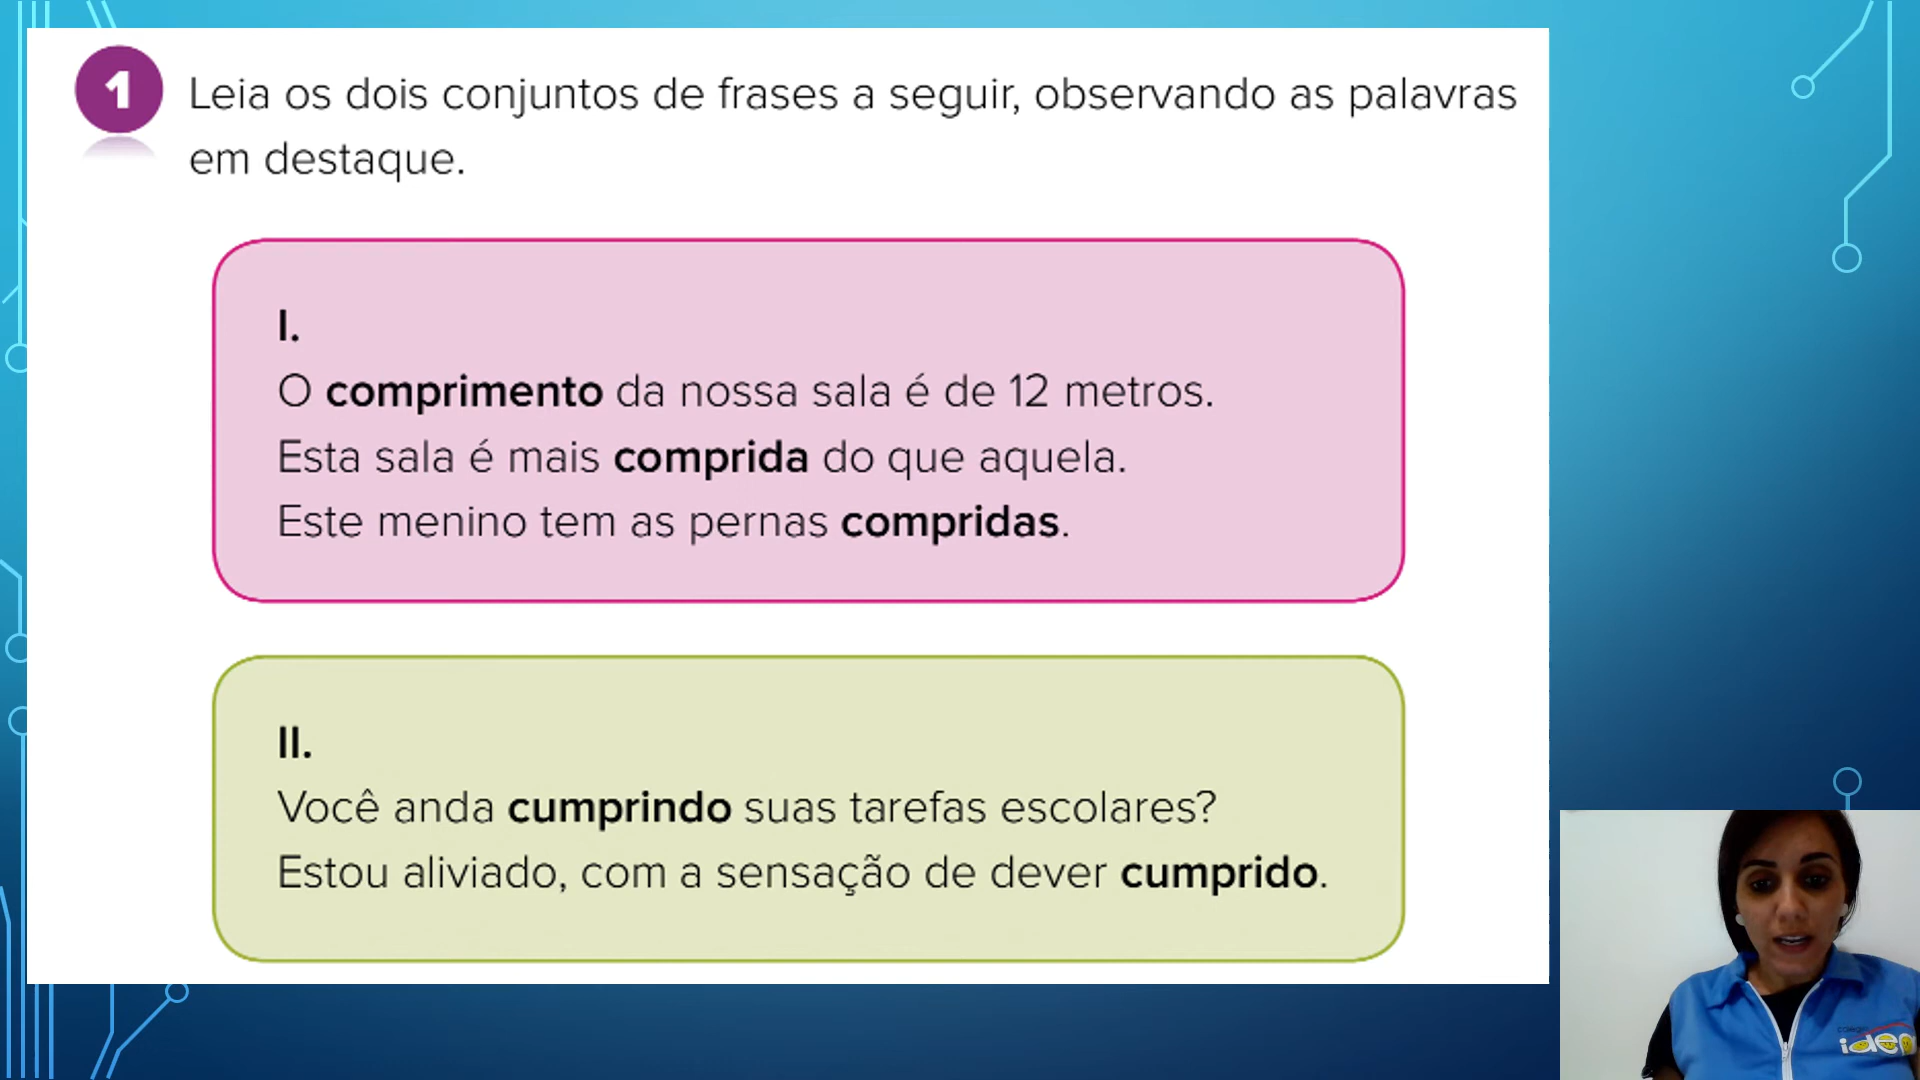 1
Leia os dois conjuntos de frases a seguir, observando as palavras
em destaque.
I.
O comprimento da nossa sala é de 12 metros.
Esta sala é mais comprida do que aquela.
Este menino tem as pernas compridas.
II.
Você anda cumprindo suas tarefas escolares?
Estou aliviado, com a sensação de dever cumprido.